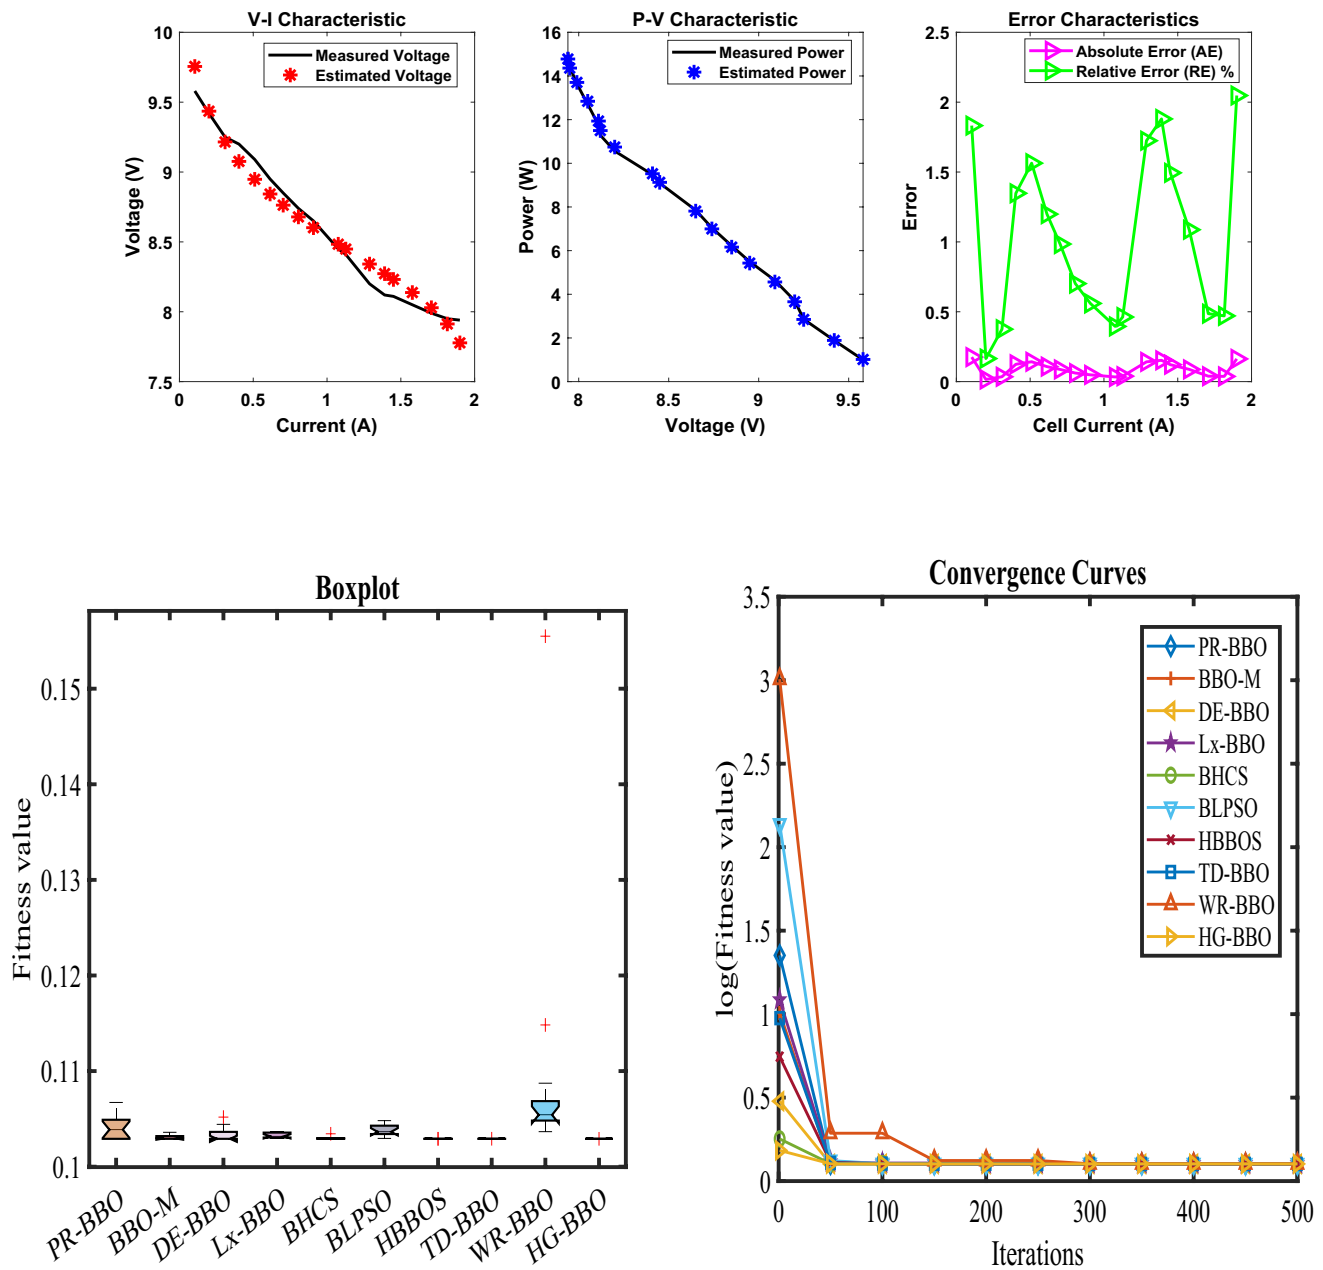 V-I Characteristic
10
9.5
9
8.5
8
7.5
0
0.5
1
1.5
2
Voltage (V)
Current (A)
Measured Voltage
Estimated Voltage
P-V Characteristic
16
14
12
10
8
6
4
2
0
8
8.5
9
9.5
Power (W)
Voltage (V)
Measured Power
Estimated Power
Error Characteristics
2.5
2
1.5
1
0.5
0
0
0.5
1
1.5
2
Error
Cell Current (A)
Absolute Error (AE)
Relative Error (RE) %
Boxplot
0.15
0.14
0.13
0.12
0.11
0.1
Fitness value
PR-BBO
BBO-M
DE-BBO
Lx-BBO
BHCS
BLPSO
HBBOS
TD-BBO
WR-BBO
HG-BBO
Convergence Curves
3.5
3
2.5
2
1.5
1
0.5
0
0
100
200
300
400
500
log(Fitness value)
Iterations
PR-BBO
BBO-M
DE-BBO
Lx-BBO
BHCS
BLPSO
HBBOS
TD-BBO
WR-BBO
HG-BBO